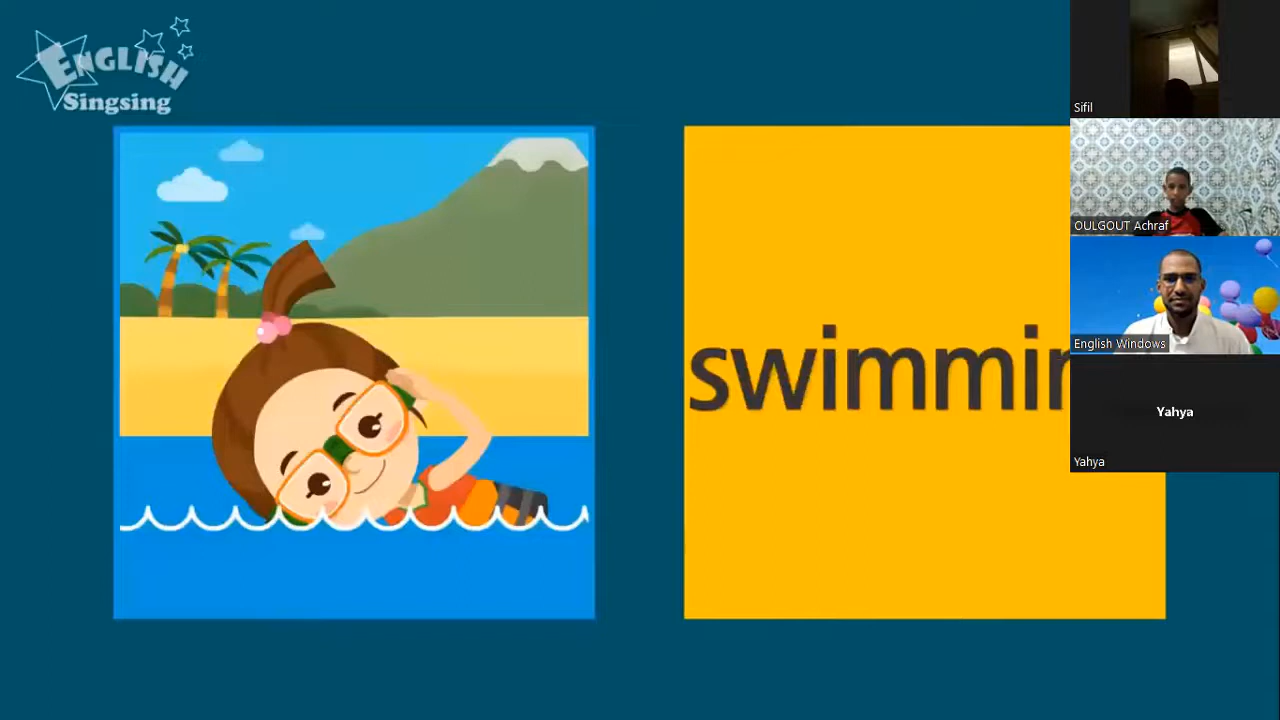 ENGLISH
Singsing
swimmin
Sifil
OULGOUT Achraf
English Windows
Yahya
Yahya